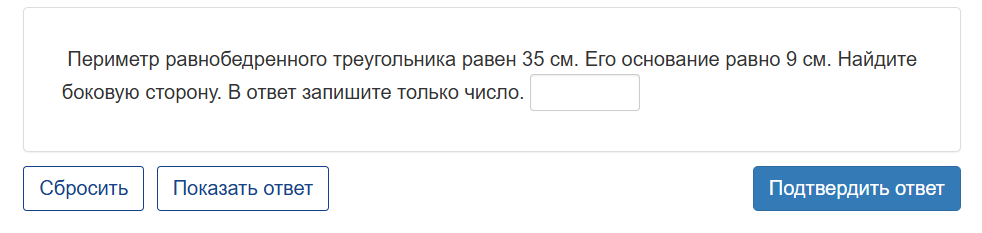 Периметр равнобедренного треугольника равен 35 см. Его основание равно 9 см. Найдите
боковую сторону. В ответ запишите только число.
Сбросить Показать ответ Подтвердить ответ